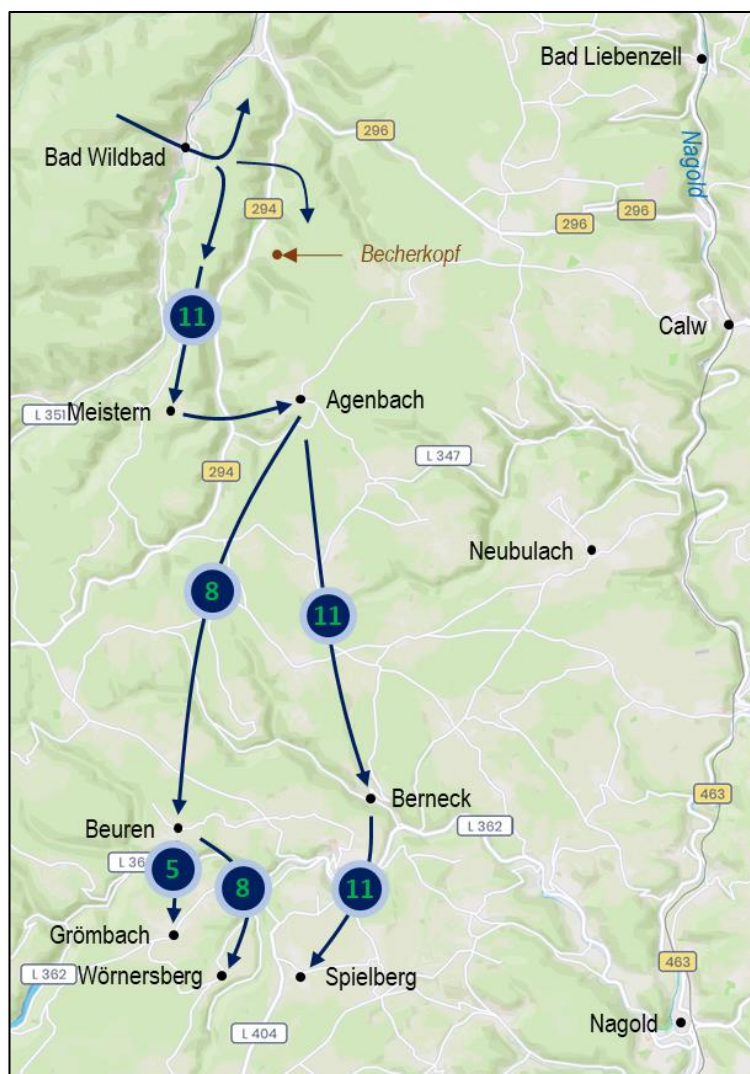 Bad Liebenzell
296
Bad Wildbad
Nagold
294
296
296
Becherkopf
11
Calw
L 351
Meistern
Agenbach
L 347
294
Neubulach
8
11
463
Berneck
Beuren
L 362
L 36
5
8
11
Grömbach
L 362
Wörnersberg
Spielberg
463
L 404
Nagold